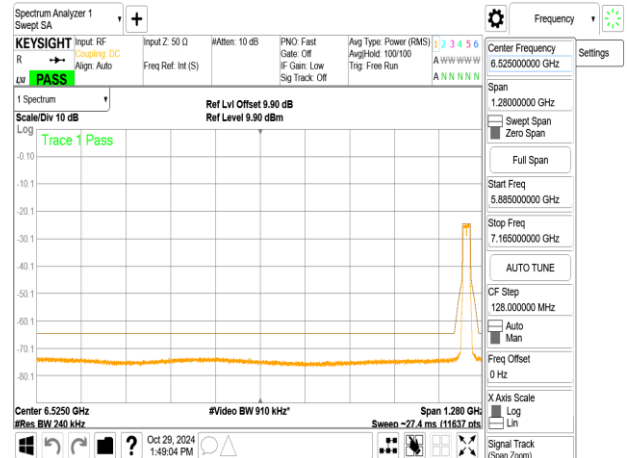 Spectrum Analyzer 1
Swept SA
+
Frequency
KEYSIGHT
R
LXI
PASS
Input: RF
Coupling: DC
Align: Auto
Input Z: 50 Ω
Freq Ref: Int (S)
#Atten: 10 dB
PNO: Fast
Gate: Off
IF Gain: Low
Sig Track: Off
Avg Type: Power (RMS)
Avg|Hold: 100/100
Trig: Free Run
1 2 3 4 5 6
A W W W W W
A N N N N N
Center Frequency
6.525000000 GHz
Settings
Span
1.28000000 GHz
Swept Span
Zero Span
Full Span
Start Freq
5.885000000 GHz
Stop Freq
7.165000000 GHz
AUTO TUNE
CF Step
128.000000 MHz
Auto
Man
Freq Offset
0 Hz
X Axis Scale
Log
Lin
Signal Track
(Span Zoom)
1 Spectrum
Scale/Div 10 dB
Ref Lvl Offset 9.90 dB
Ref Level 9.90 dBm
Log
Trace 1 Pass
-0.10
-10.1
-20.1
-30.1
-40.1
-50.1
-60.1
-70.1
-80.1
Center 6.5250 GHz
#Res BW 240 kHz
#Video BW 910 kHz*
Span 1.280 GHz
Sweep ~27.4 ms (11637 pts)
?
Oct 29, 2024
1:49:04 PM